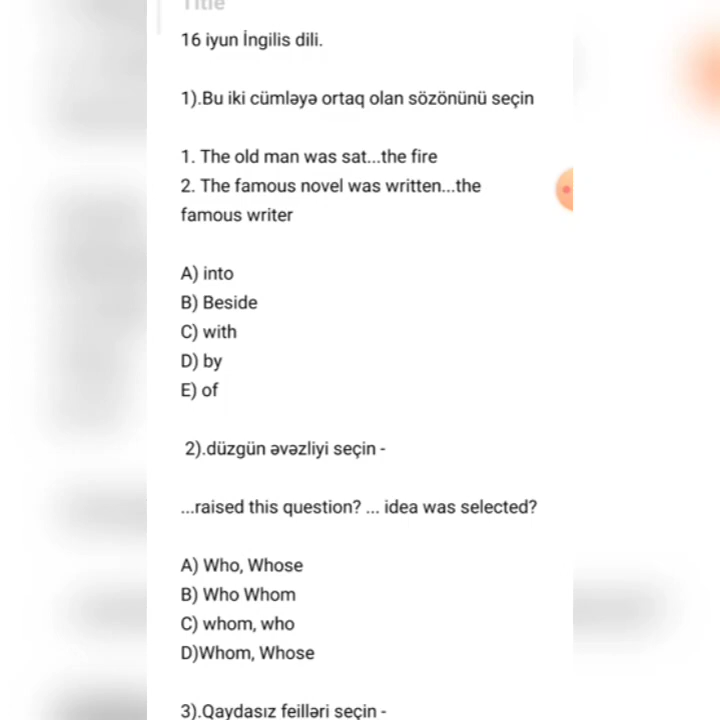 Title
16 iyun İngilis dili.
1).Bu iki cümləyə ortaq olan sözönünü seçin
1. The old man was sat...the fire
2. The famous novel was written...the
famous writer
A) into
B) Beside
C) with
D) by
E) of
2).düzgün əvəzliyi seçin -
...raised this question? ... idea was selected?
A) Who, Whose
B) Who Whom
C) whom, who
D)Whom, Whose
3).Qaydasız feilləri seçin -